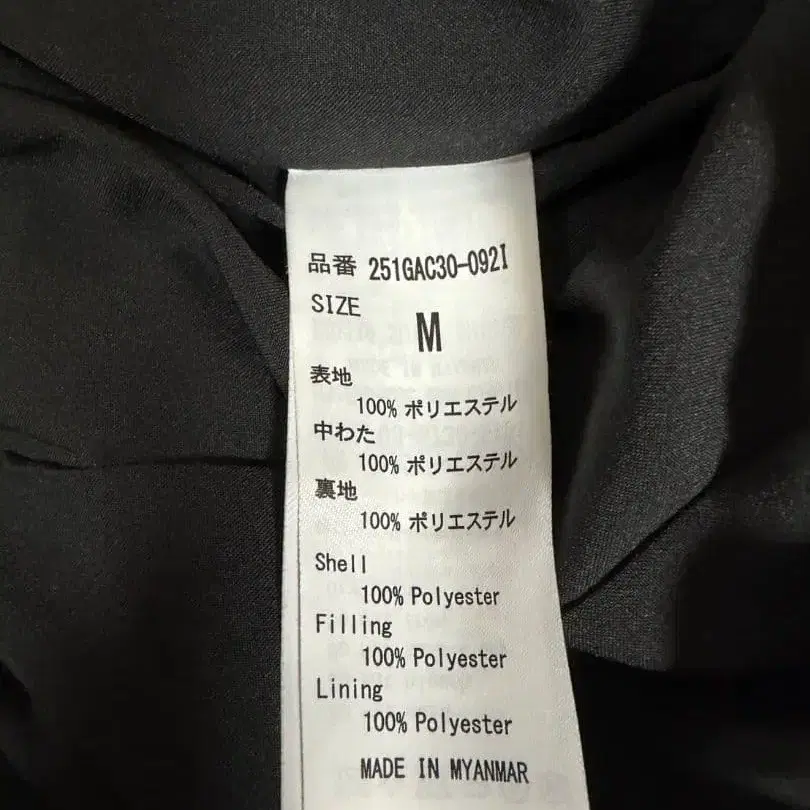 品番 251GAC30-092I
SIZE
M
表地
100% ポリエステル
中わた
100% ポリエステル
裏地
100% ポリエステル
Shell
100% Polyester
Filling
100% Polyester
Lining
100% Polyester
MADE IN MYANMAR